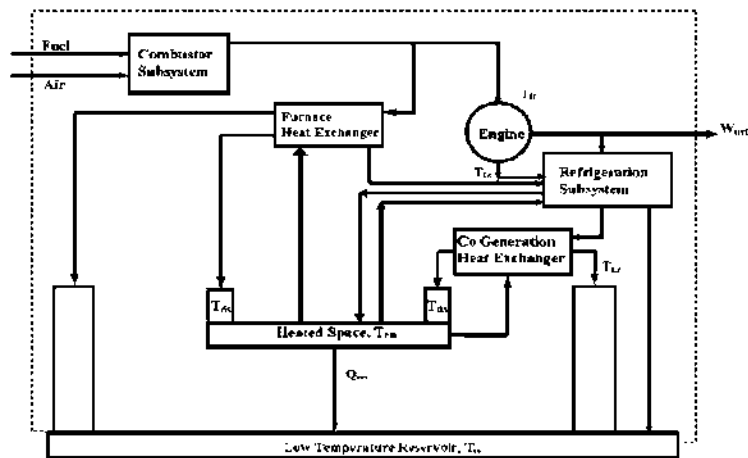 Fuel
Combustor
Subsystem
Air
Furnace
Heat Exchanger
Engine
Refrigeration
Subsystem
Co Generation
Heat Exchanger
Heated Space,
Low Temperature Reservoir,